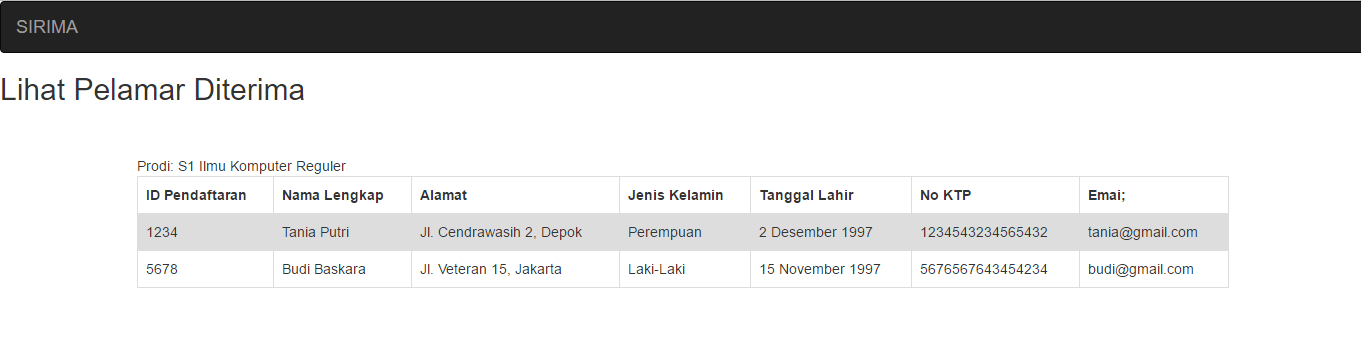 SIRIMA
Lihat Pelamar Diterima
Prodi: S1 Ilmu Komputer Reguler
ID Pendaftaran Nama Lengkap Alamat Jenis Kelamin Tanggal Lahir No KTP Emai;
1234 Tania Putri Jl. Cendrawasih 2, Depok Perempuan 2 Desember 1997 1234543234565432 tania@gmail.com
5678 Budi Baskara Jl. Veteran 15, Jakarta Laki-Laki 15 November 1997 5676567643454234 budi@gmail.com